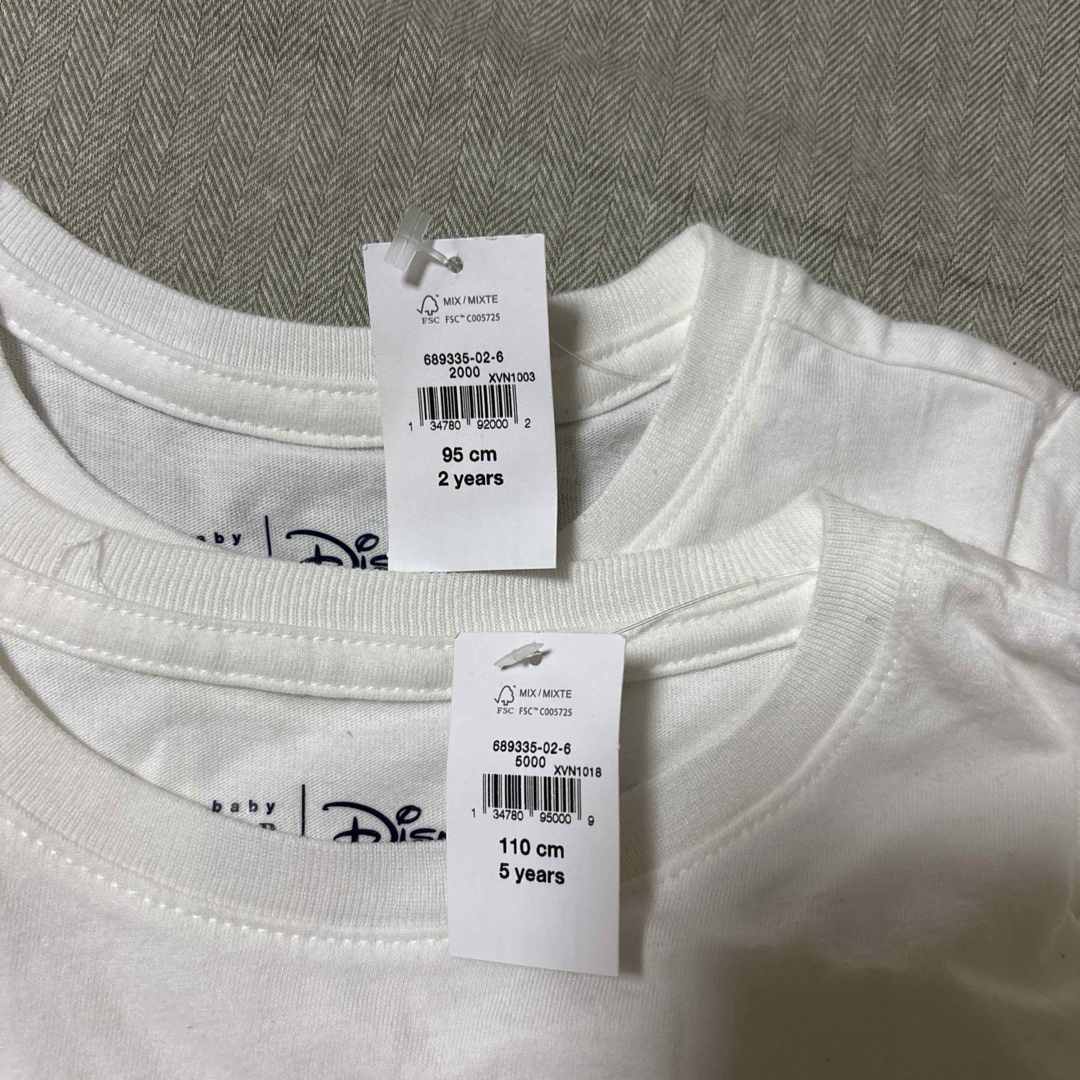 MIX / MIXTE
FSC FSC™ C005725
689335-02-6
2000 XVN1003
1 34780 92000 2
95 cm
2 years
MIX / MIXTE
FSC FSC™ C005725
689335-02-6
5000 XVN1018
1 34780 95000 9
110 cm
5 years
baby